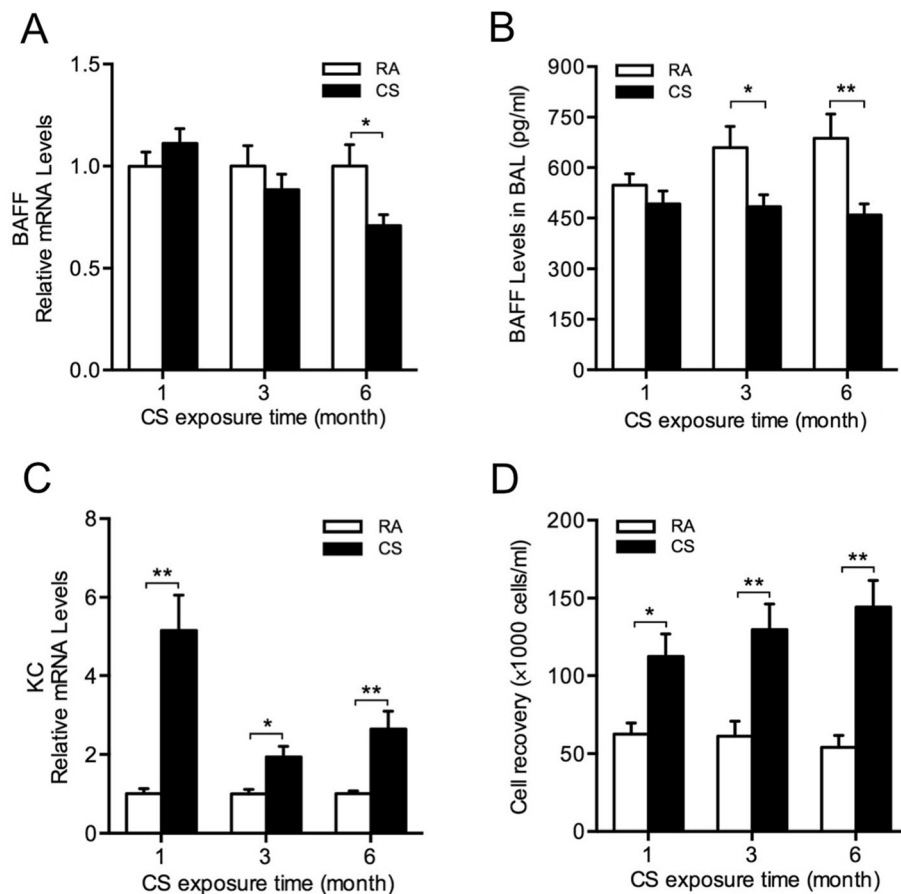 A
BAFF
Relative mRNA Levels
1.5
1.0
0.5
0.0
RA
CS
*
1 3 6
CS exposure time (month)
B
BAFF Levels in BAL (pg/ml)
900
750
600
450
300
150
0
RA
CS
* **
1 3 6
CS exposure time (month)
C
KC
Relative mRNA Levels
8
6
4
2
0
RA
CS
** * **
1 3 6
CS exposure time (month)
D
Cell recovery (×1000 cells/ml)
200
150
100
50
0
RA
CS
* ** **
1 3 6
CS exposure time (month)